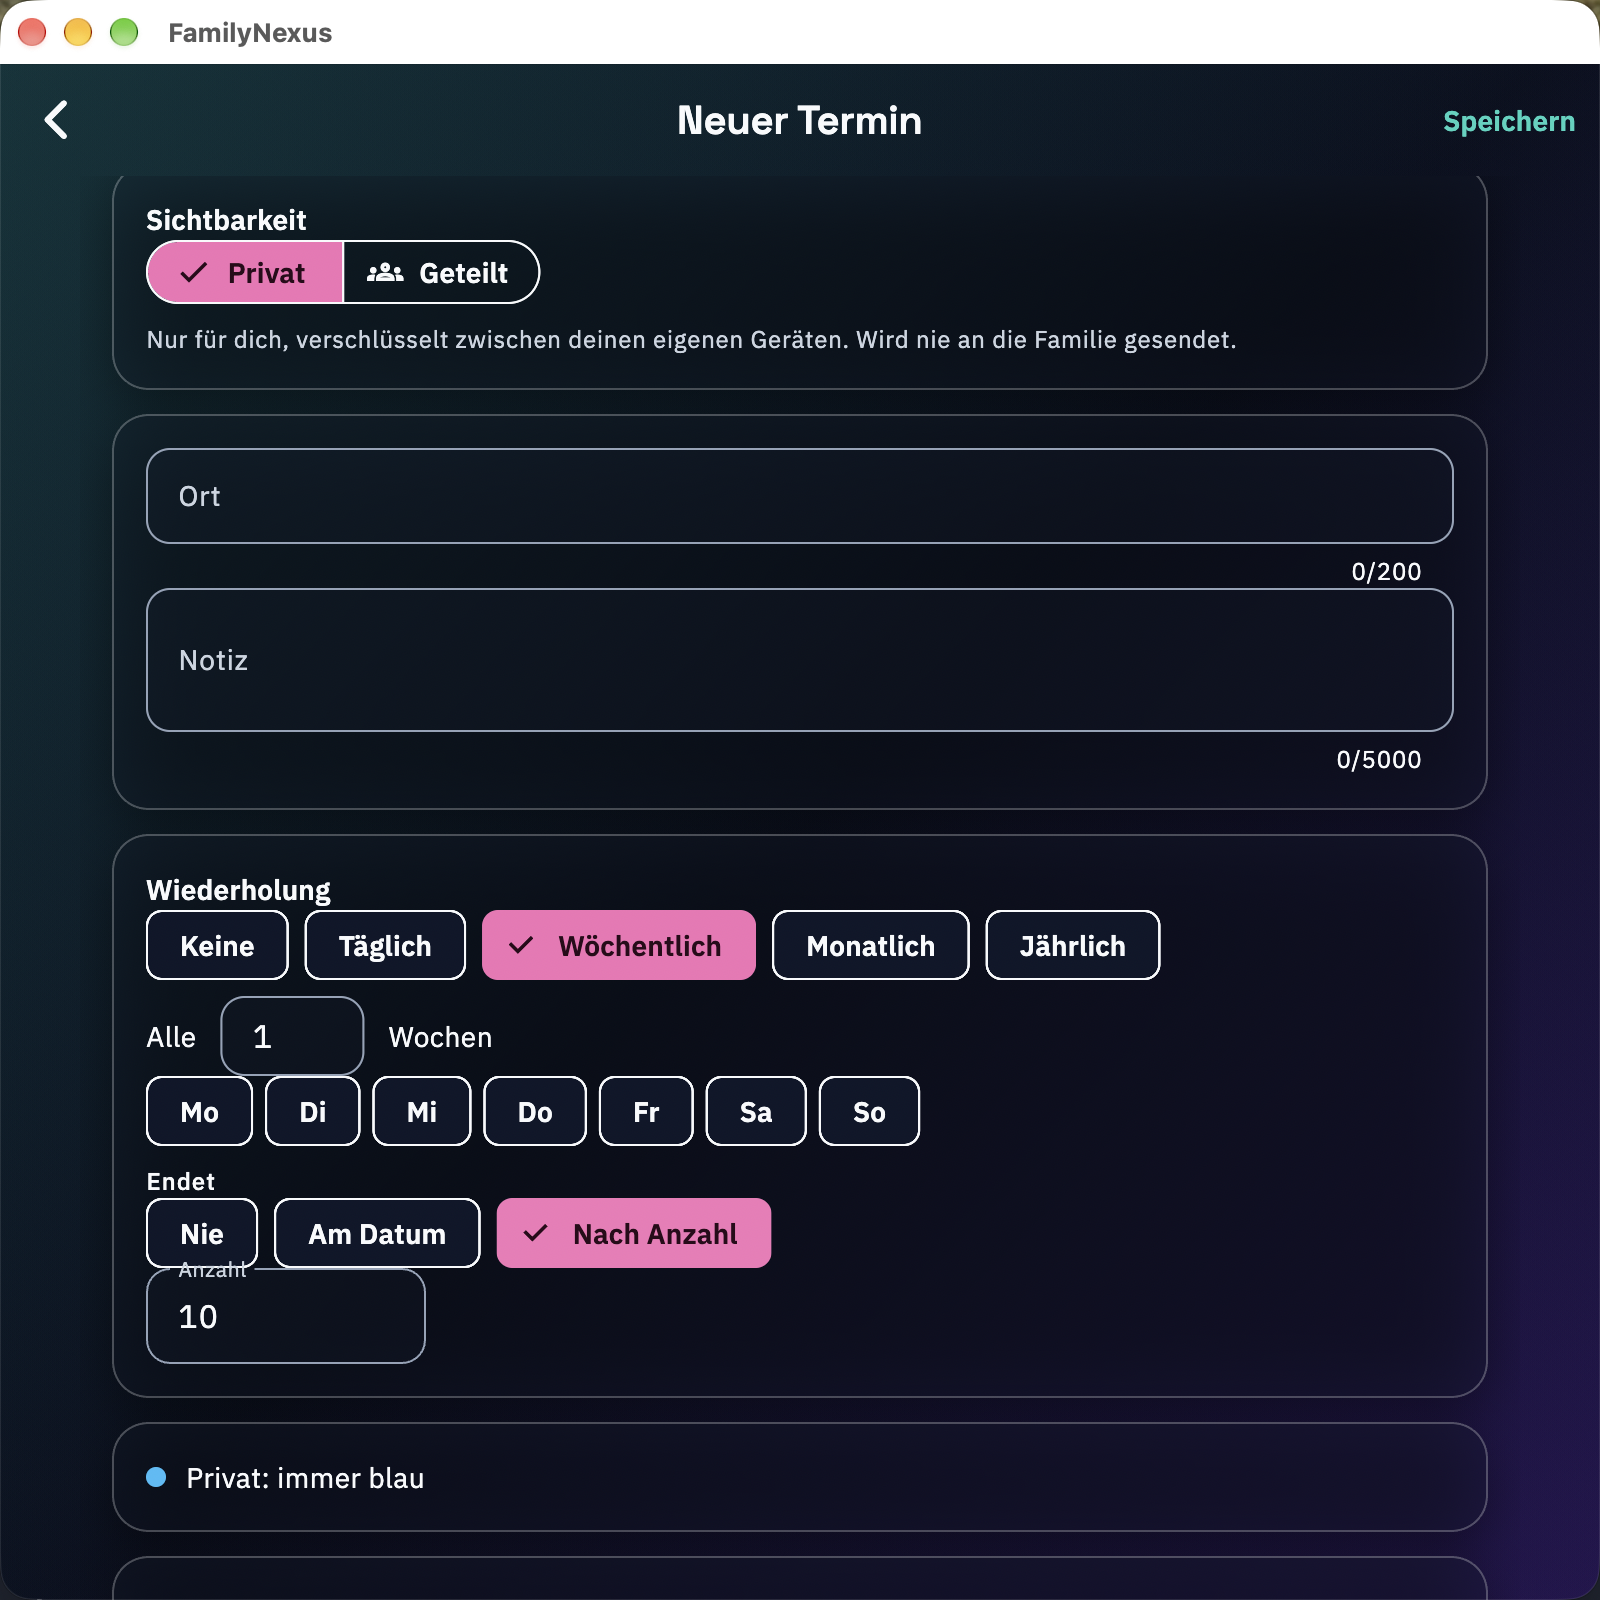 FamilyNexus
Neuer Termin
Speichern
Sichtbarkeit
Privat
Geteilt
Nur für dich, verschlüsselt zwischen deinen eigenen Geräten. Wird nie an die Familie gesendet.
Ort
0/200
Notiz
0/5000
Wiederholung
Keine Täglich Wöchentlich Monatlich Jährlich
Alle 1 Wochen
Mo Di Mi Do Fr Sa So
Endet
Nie Am Datum Nach Anzahl
Anzahl
10
Privat: immer blau